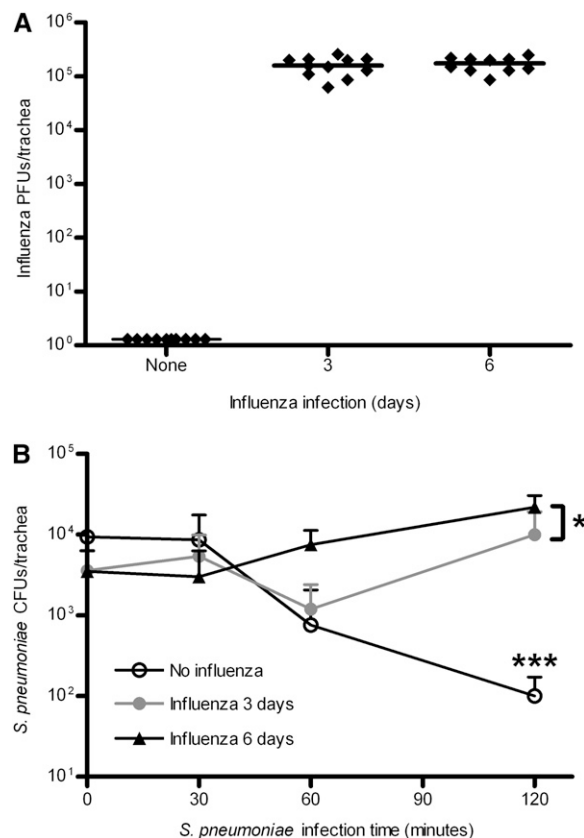 A
Influenza PFUs/trachea
10⁶
10⁵
10⁴
10³
10²
10¹
10⁰
None 3 6
Influenza infection (days)
B
S. pneumoniae CFUs/trachea
10⁵
10⁴
10³
10²
10¹
*
***
No influenza
Influenza 3 days
Influenza 6 days
0 30 60 90 120
S. pneumoniae infection time (minutes)